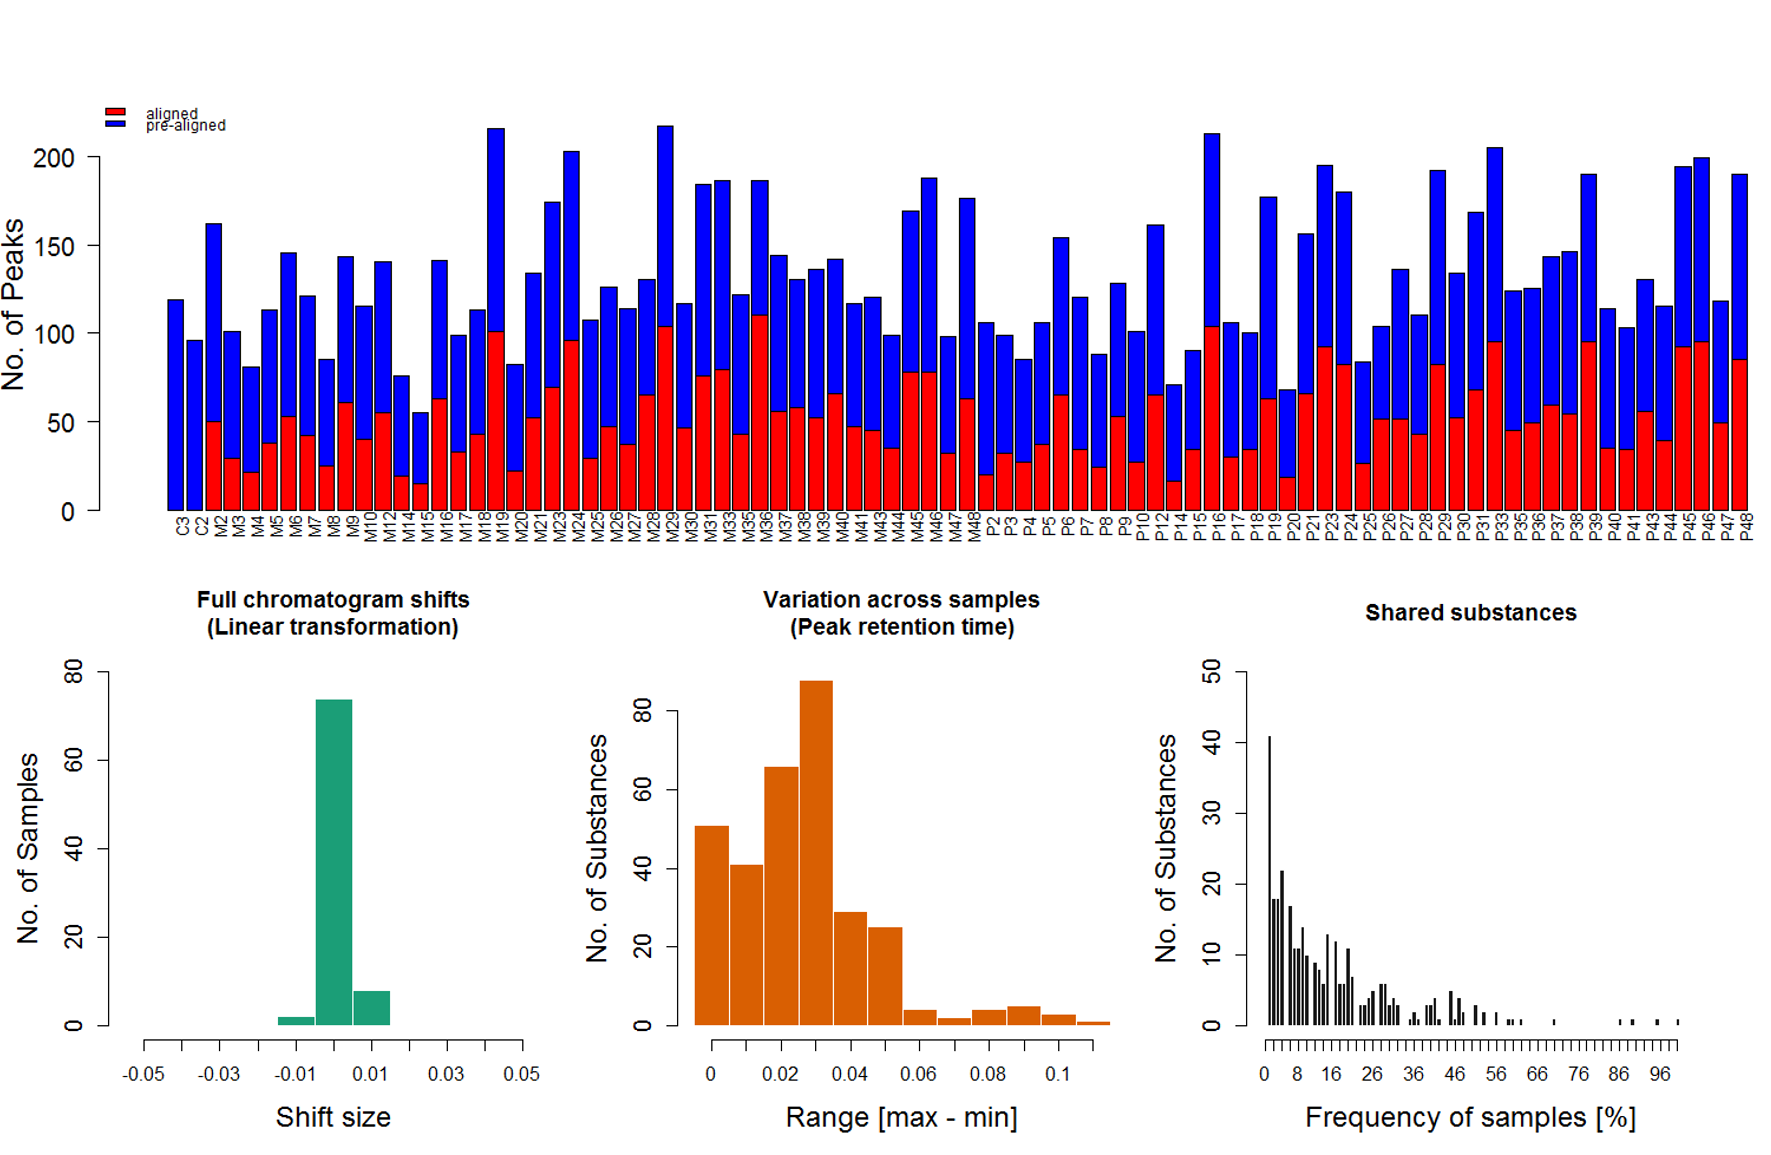 aligned
pre-aligned
No. of Peaks
200
150
100
50
0
C3 C2 M2 M3 M4 M5 M6 M7 M8 M9 M10 M12 M14 M15 M16 M17 M18 M19 M20 M21 M23 M24 M25 M26 M27 M28 M29 M30 M31 M33 M35 M36 M37 M38 M39 M40 M41 M43 M44 M45 M46 M47 M48 P2 P3 P4 P5 P6 P7 P8 P9 P10 P12 P14 P15 P16 P17 P18 P19 P20 P21 P23 P24 P25 P26 P27 P28 P29 P30 P31 P33 P35 P36 P37 P38 P39 P40 P41 P43 P44 P45 P46 P47 P48
Full chromatogram shifts
(Linear transformation)
No. of Samples
80
60
40
20
0
-0.05 -0.03 -0.01 0.01 0.03 0.05
Shift size
Variation across samples
(Peak retention time)
No. of Substances
80
60
40
20
0
0 0.02 0.04 0.06 0.08 0.1
Range [max - min]
Shared substances
No. of Substances
50
40
30
20
10
0
0 8 16 26 36 46 56 66 76 86 96
Frequency of samples [%]